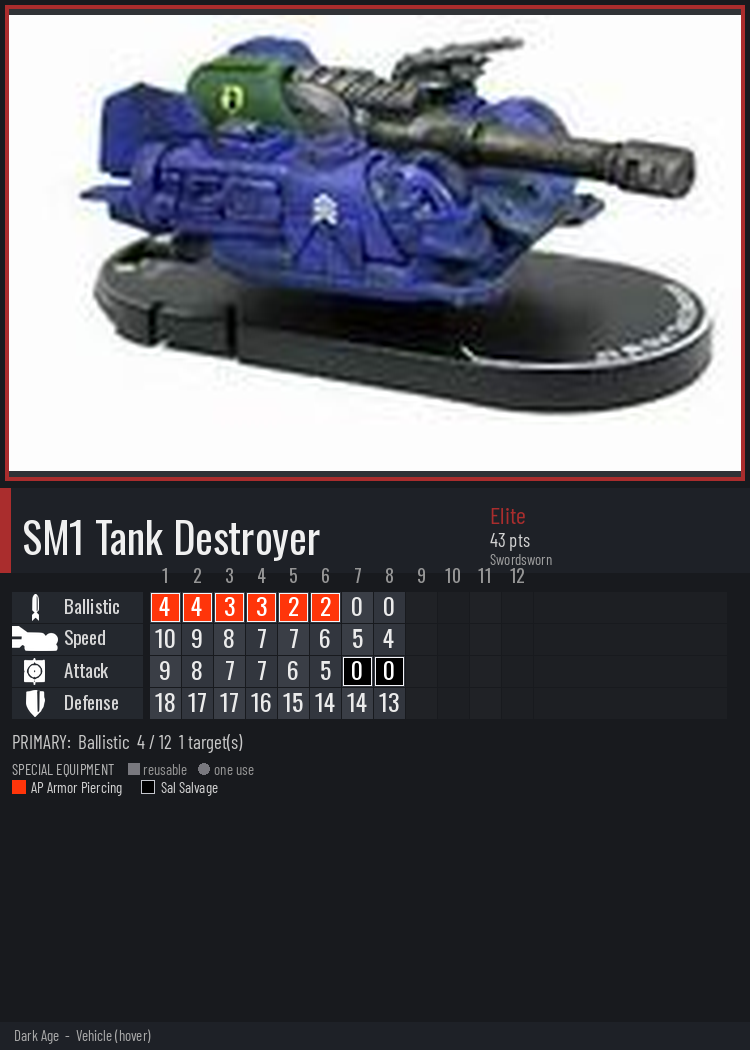 SM1 Tank Destroyer
Elite
43 pts
Swordsworn
1 2 3 4 5 6 7 8 9 10 11 12
Ballistic 4 4 3 3 2 2 0 0
Speed 10 9 8 7 7 6 5 4
Attack 9 8 7 7 6 5 0 0
Defense 18 17 17 16 15 14 14 13
PRIMARY: Ballistic 4 / 12 1 target(s)
SPECIAL EQUIPMENT reusable one use
AP Armor Piercing Sal Salvage
Dark Age - Vehicle (hover)